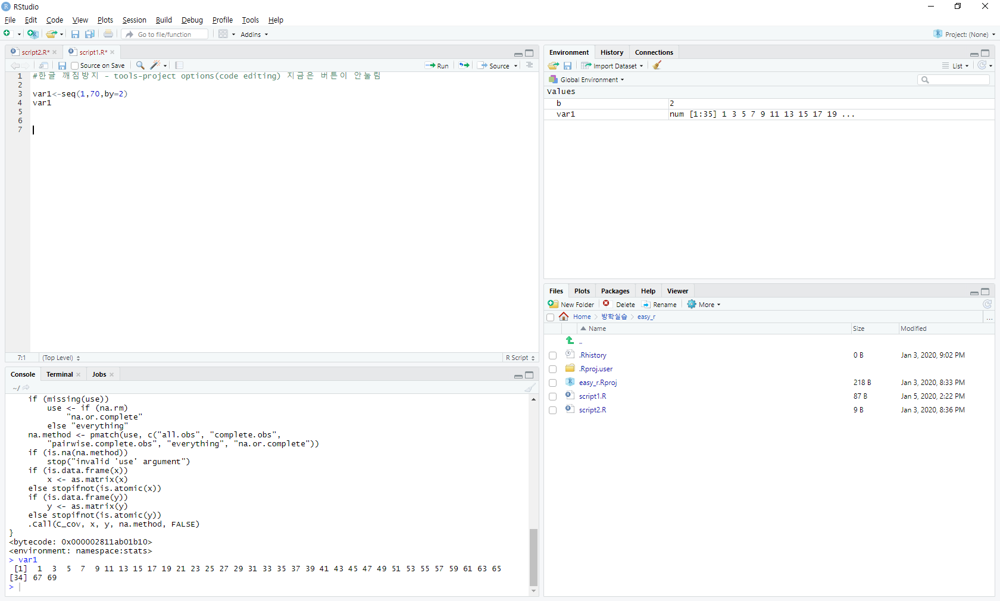 RStudio
File Edit Code View Plots Session Build Debug Profile Tools Help
Go to file/function Addins Project: (None)
script2.R* script1.R*
Source on Save Run Source
1 #한글 깨짐방지 - tools-project options(code editing) 지금은 버튼이 안눌림
2
3 var1<-seq(1,70,by=2)
4 var1
5
6
7
7:1 (Top Level) R Script
Console Terminal Jobs
~/
if (missing(use))
use <- if (na.rm)
"na.or.complete"
else "everything"
na.method <- pmatch(use, c("all.obs", "complete.obs",
"pairwise.complete.obs", "everything", "na.or.complete"))
if (is.na(na.method))
stop("invalid 'use' argument")
if (is.data.frame(x))
x <- as.matrix(x)
else stopifnot(is.atomic(x))
if (is.data.frame(y))
y <- as.matrix(y)
else stopifnot(is.atomic(y))
.Call(C_cov, x, y, na.method, FALSE)
}
<bytecode: 0x000002811ab01b10>
<environment: namespace:stats>
> var1
[1] 1 3 5 7 9 11 13 15 17 19 21 23 25 27 29 31 33 35 37 39 41 43 45 47 49 51 53 55 57 59 61 63 65
[34] 67 69
>
Environment History Connections
Import Dataset List
Global Environment
Values
b 2
var1 num [1:35] 1 3 5 7 9 11 13 15 17 19 ...
Files Plots Packages Help Viewer
New Folder Delete Rename More
Home 방학실습 easy_r ...
Name Size Modified
..
.Rhistory 0 B Jan 3, 2020, 9:02 PM
.Rproj.user
easy_r.Rproj 218 B Jan 3, 2020, 8:33 PM
script1.R 87 B Jan 5, 2020, 2:22 PM
script2.R 9 B Jan 3, 2020, 8:36 PM